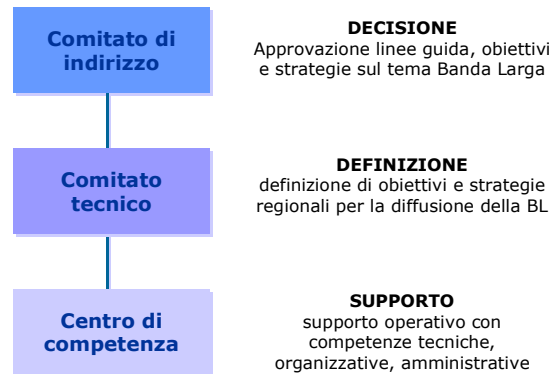 Comitato di
indirizzo
DECISIONE
Approvazione linee guida, obiettivi
e strategie sul tema Banda Larga
Comitato
tecnico
DEFINIZIONE
definizione di obiettivi e strategie
regionali per la diffusione della BL
Centro di
competenza
SUPPORTO
supporto operativo con
competenze tecniche,
organizzative, amministrative